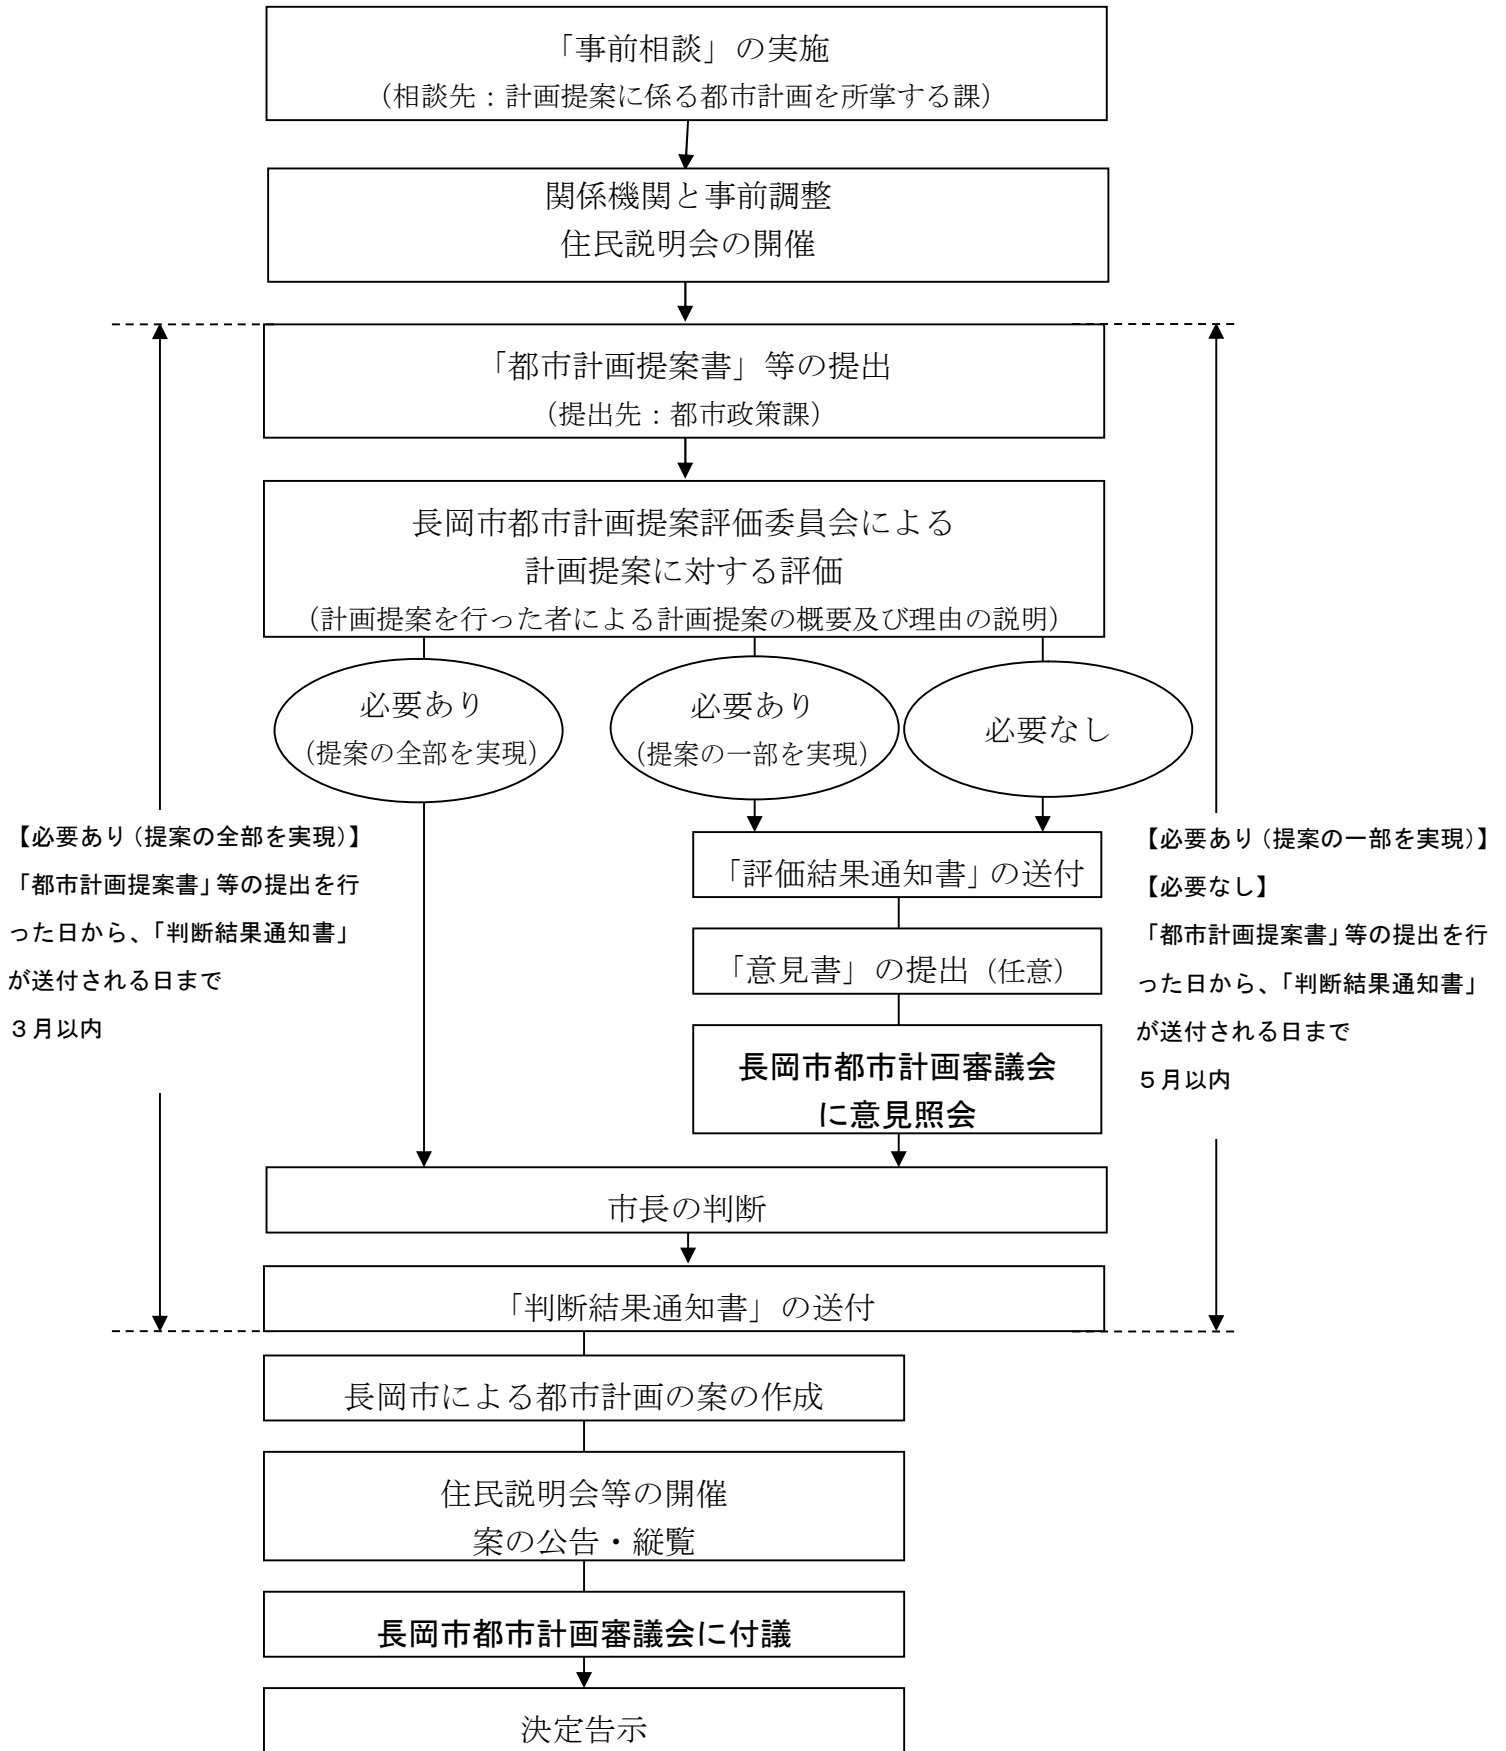 「事前相談」の実施
（相談先：計画提案に係る都市計画を所掌する課）
関係機関と事前調整
住民説明会の開催
「都市計画提案書」等の提出
（提出先：都市政策課）
長岡市都市計画提案評価委員会による
計画提案に対する評価
（計画提案を行った者による計画提案の概要及び理由の説明）
必要あり
（提案の全部を実現）
必要あり
（提案の一部を実現）
必要なし
【必要あり（提案の全部を実現）】
「都市計画提案書」等の提出を行
った日から、「判断結果通知書」
が送付される日まで
３月以内
「評価結果通知書」の送付
「意見書」の提出（任意）
長岡市都市計画審議会
に意見照会
【必要あり（提案の一部を実現）】
【必要なし】
「都市計画提案書」等の提出を行
った日から、「判断結果通知書」
が送付される日まで
５月以内
市長の判断
「判断結果通知書」の送付
長岡市による都市計画の案の作成
住民説明会等の開催
案の公告・縦覧
長岡市都市計画審議会に付議
決定告示